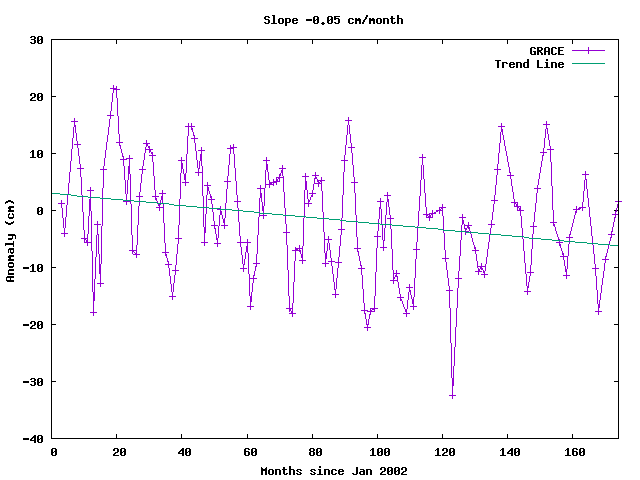 Slope -0.05 cm/month
30
20
10
0
-10
-20
-30
-40
Anomaly (cm)
GRACE
Trend Line
0 20 40 60 80 100 120 140 160
Months since Jan 2002